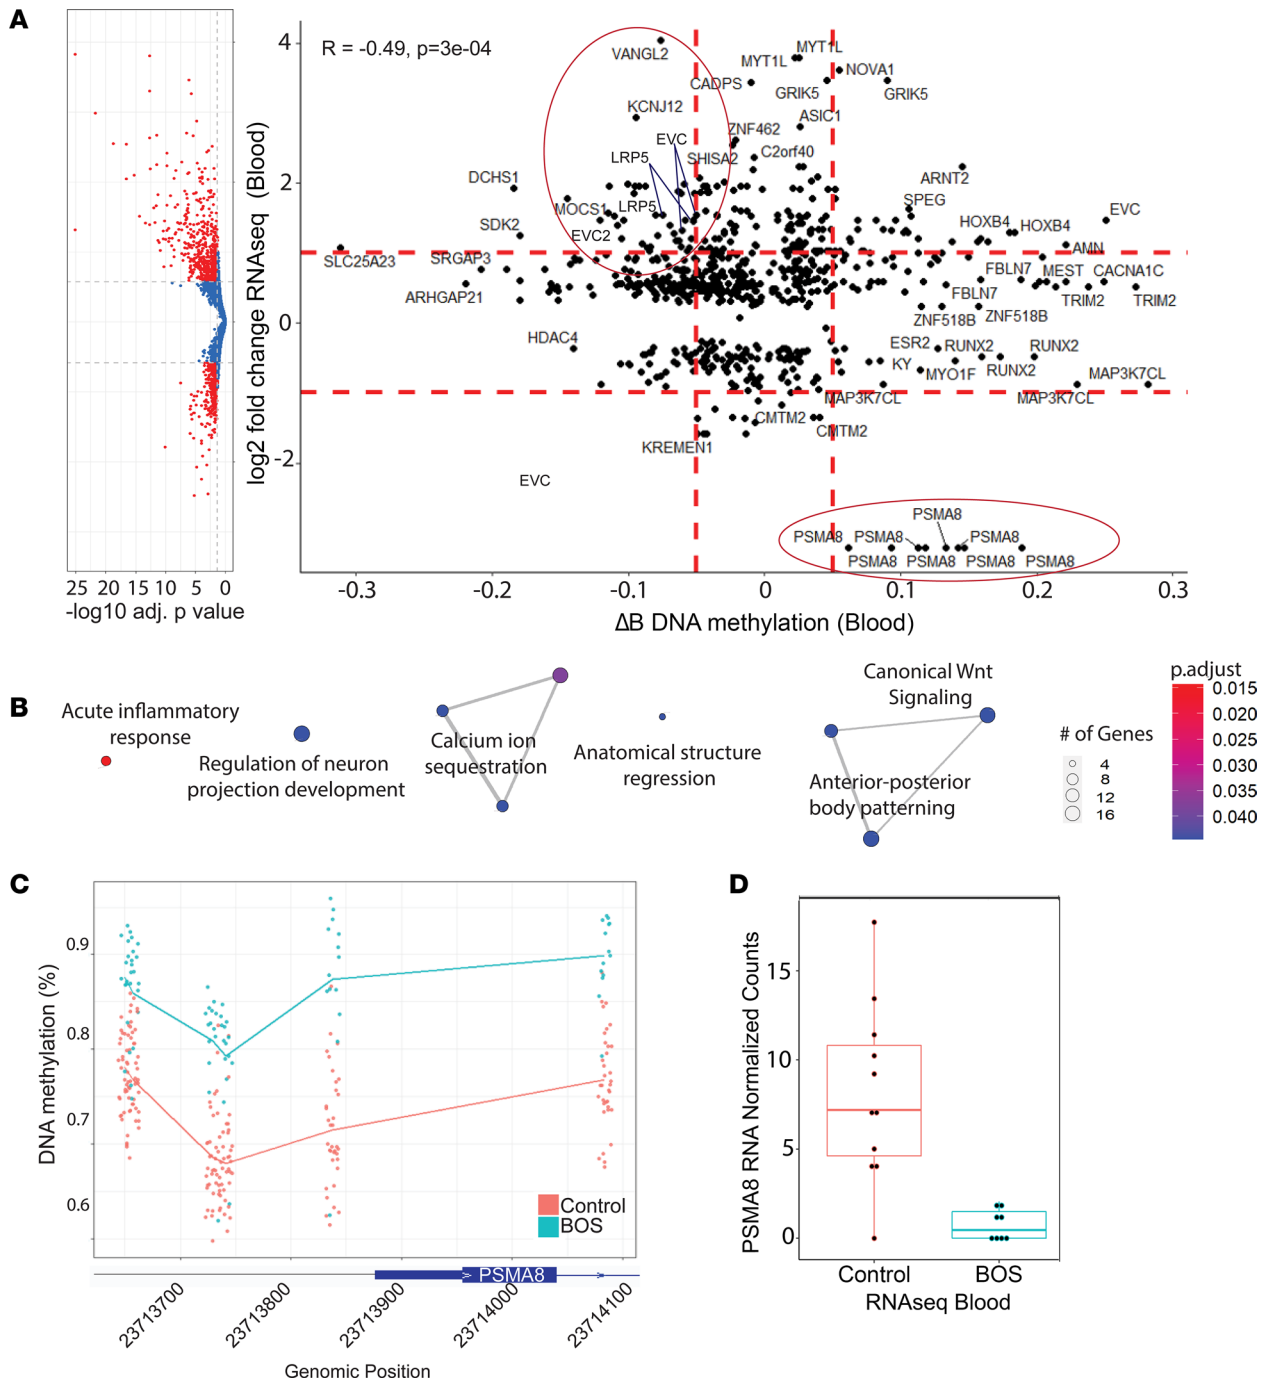 A
R = -0.49, p=3e-04
log2 fold change RNAseq (Blood)
4
2
0
-2
VANGL2
MYT1L
MYT1L
NOVA1
CADPS
GRIK5
GRIK5
KCNJ12
ASIC1
ZNF462
EVC
LRP5
SHISA2
C2orf40
DCHS1
ARNT2
MOCS1
LRP5
SPEG
SDK2
EVC2
HOXB4
HOXB4
EVC
AMN
SLC25A23
SRGAP3
FBLN7
MEST
CACNA1C
ARHGAP21
FBLN7
TRIM2
TRIM2
ZNF518B
ZNF518B
HDAC4
ESR2
RUNX2
RUNX2
KY
MYO1F
RUNX2
MAP3K7CL
MAP3K7CL
MAP3K7CL
CMTM2
CMTM2
KREMEN1
EVC
PSMA8
PSMA8
PSMA8
PSMA8
PSMA8
PSMA8
PSMA8
PSMA8
25 20 15 10 5 0
-log10 adj. p value
-0.3 -0.2 -0.1 0 0.1 0.2 0.3
ΔB DNA methylation (Blood)
B
Acute inflammatory
response
Regulation of neuron
projection development
Calcium ion
sequestration
Anatomical structure
regression
Canonical Wnt
Signaling
Anterior-posterior
body patterning
# of Genes
4
8
12
16
p.adjust
0.015
0.020
0.025
0.030
0.035
0.040
C
DNA methylation (%)
0.9
0.8
0.7
0.6
Control
BOS
PSMA8
23713700
23713800
23713900
23714000
23714100
Genomic Position
D
PSMA8 RNA Normalized Counts
15
10
5
0
Control BOS
RNAseq Blood